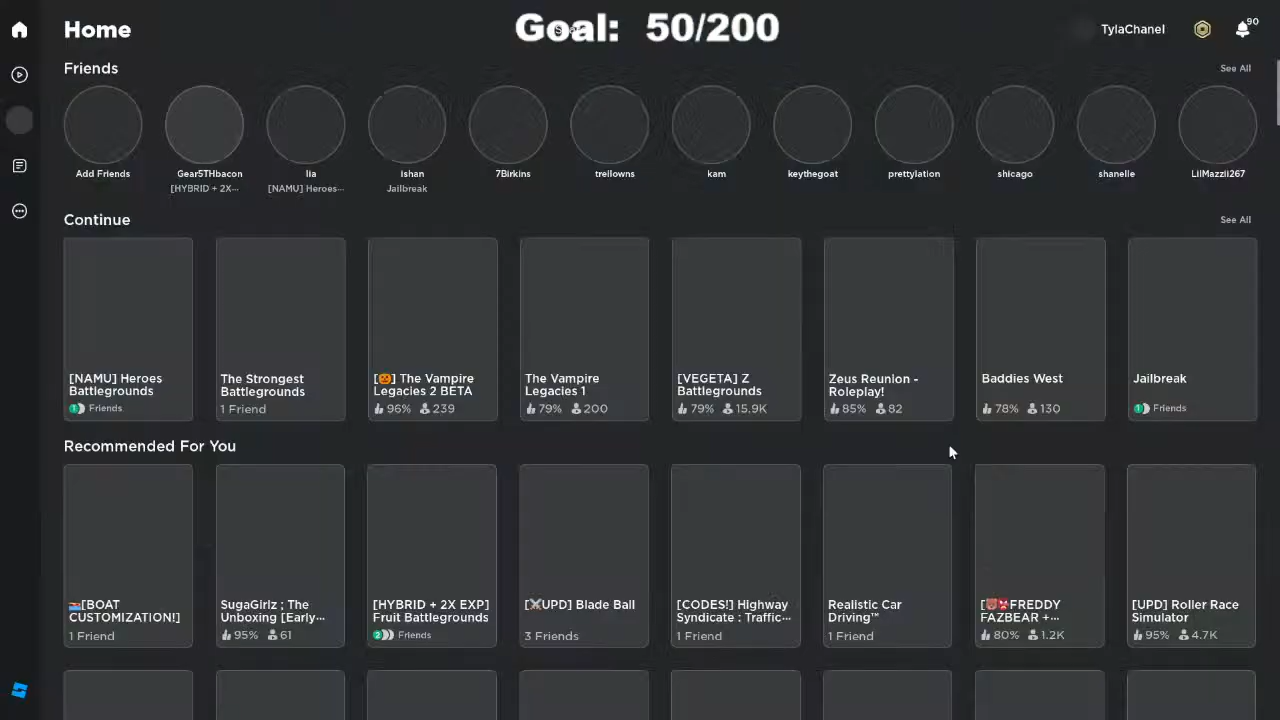 Home
Goal: 50/200
TylaChanel
90
Friends
See All
Add Friends
Gear5THbacon
[HYBRID + 2X...
lia
[NAMU] Heroes...
ishan
Jailbreak
7Birkins
treilowns
kam
keythegoat
prettylation
shicago
shanelle
LilMazzli267
Continue
See All
[NAMU] Heroes
Battlegrounds
1 Friends
The Strongest
Battlegrounds
1 Friend
[🎃] The Vampire
Legacies 2 BETA
96% 239
The Vampire
Legacies 1
79% 200
[VEGETA] Z
Battlegrounds
79% 15.9K
Zeus Reunion -
Roleplay!
85% 82
Baddies West
78% 130
Jailbreak
1 Friends
Recommended For You
🚤[BOAT
CUSTOMIZATION!]
1 Friend
SugaGirlz ; The
Unboxing [Early...
95% 61
[HYBRID + 2X EXP]
Fruit Battlegrounds
2 Friends
[⚔️UPD] Blade Ball
3 Friends
[CODES!] Highway
Syndicate : Traffic...
1 Friend
Realistic Car
Driving™
1 Friend
[🐻👹FREDDY
FAZBEAR +...
80% 1.2K
[UPD] Roller Race
Simulator
95% 4.7K